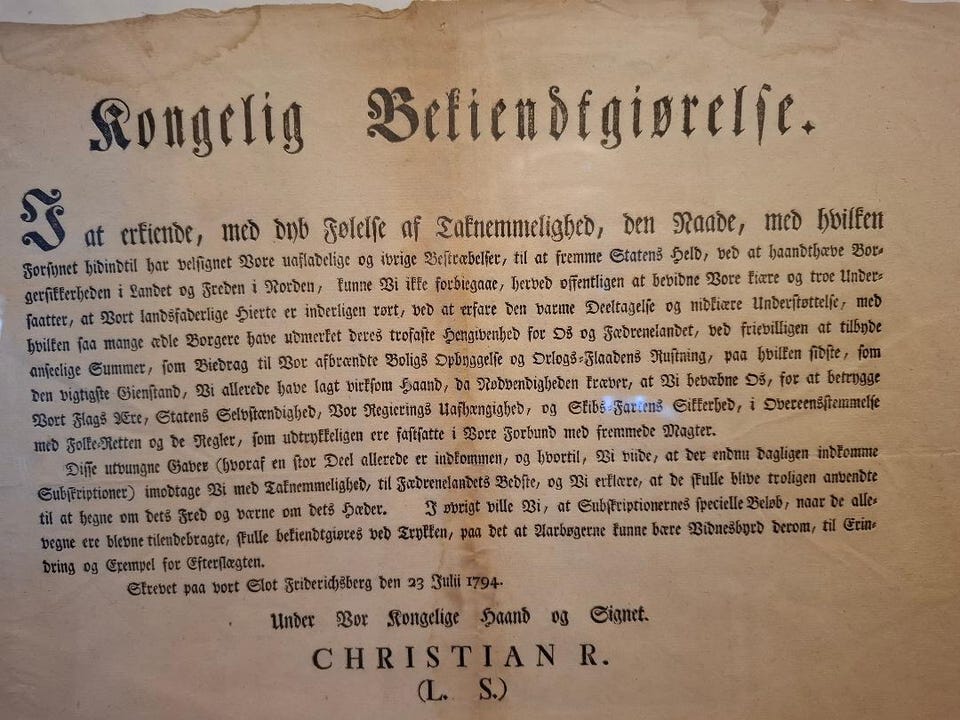 Kongelig Bekiendtgiørelse.
I at erkiende, med dyb Følelse af Taknemmelighed, den Naade, med hvilken
Forsynet hidindtil har velsignet Vore uafladelige og ivrige Bestræbelser, til at fremme Statens Held, ved at haandthæve Bor-
gersikkerheden i Landet og Freden i Norden, kunne Vi ikke forbiegaae, herved offentligen at bevidne Vore kiære og troe Under-
saatter, at Vort landsfaderlige Hierte er inderligen rørt, ved at erfare den varme Deeltagelse og nidkiære Understøttelse, med
hvilken saa mange ædle Borgere have udmerket deres trofaste Hengivenhed for Os og Fædrenelandet, ved frievilligen at tilbyde
anseelige Summer, som Biedrag til Vor afbrændte Boligs Opbyggelse og Orlogs-Flaadens Rustning, paa hvilken sidste, som
den vigtigste Gienstand, Vi allerede have lagt virksom Haand, da Nødvendigheden kræver, at Vi bevæbne Os, for at betrygge
Vort Flags Ære, Statens Selvstændighed, Vor Regierings Uafhængighed, og Skibs-Fartens Sikkerhed, i Overeensstemmelse
med Folke-Retten og de Regler, som udtrykkeligen ere fastsatte i Vore Forbund med fremmede Magter.
Disse utvungne Gaver (hvoraf en stor Deel allerede er indkommen, og hvortil, Vi viide, at der endnu dagligen indkomme
Subskriptioner) imodtage Vi med Taknemmelighed, til Fædrenelandets Bedste, og Vi erklære, at de skulle blive troligen anvendte
til at hegne om dets Fred og værne om dets Hæder. I øvrigt ville Vi, at Subskriptionernes specielle Beløb, naar de alle-
vegne ere blevne tilendebragte, skulle bekiendtgiøres ved Trykken, paa det at Aarbøgerne kunne bære Vidnesbyrd derom, til Erin-
dring og Exempel for Efterslægten.
Skrevet paa vort Slot Friderichsberg den 23 Julii 1794.
Under Vor Kongelige Haand og Signet.
CHRISTIAN R.
(L. S.)